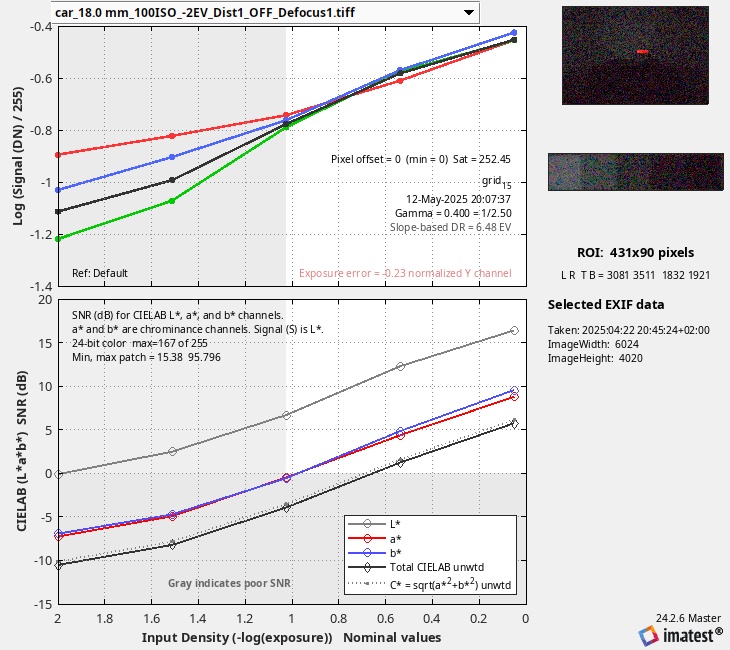 car_18.0 mm_100ISO_-2EV_Dist1_OFF_Defocus1.tiff
-0.4
-0.6
-0.8
-1
-1.2
-1.4
Log (Signal (DN) / 255)
Pixel offset = 0 (min = 0) Sat = 252.45
grid_15
12-May-2025 20:07:37
Gamma = 0.400 = 1/2.50
Slope-based DR = 6.48 EV
Ref: Default
Exposure error = -0.23 normalized Y channel
ROI: 431x90 pixels
L R T B = 3081 3511 1832 1921
Selected EXIF data
Taken: 2025:04:22 20:45:24+02:00
ImageWidth: 6024
ImageHeight: 4020
20
15
10
5
0
-5
-10
-15
CIELAB (L*a*b*) SNR (dB)
SNR (dB) for CIELAB L*, a*, and b* channels.
a* and b* are chrominance channels. Signal (S) is L*.
24-bit color max=167 of 255
Min, max patch = 15.38 95.796
L*
a*
b*
Total CIELAB unwtd
C* = sqrt(a*²+b*²) unwtd
Gray indicates poor SNR
2 1.8 1.6 1.4 1.2 1 0.8 0.6 0.4 0.2 0
Input Density (-log(exposure)) Nominal values
24.2.6 Master
imatest®